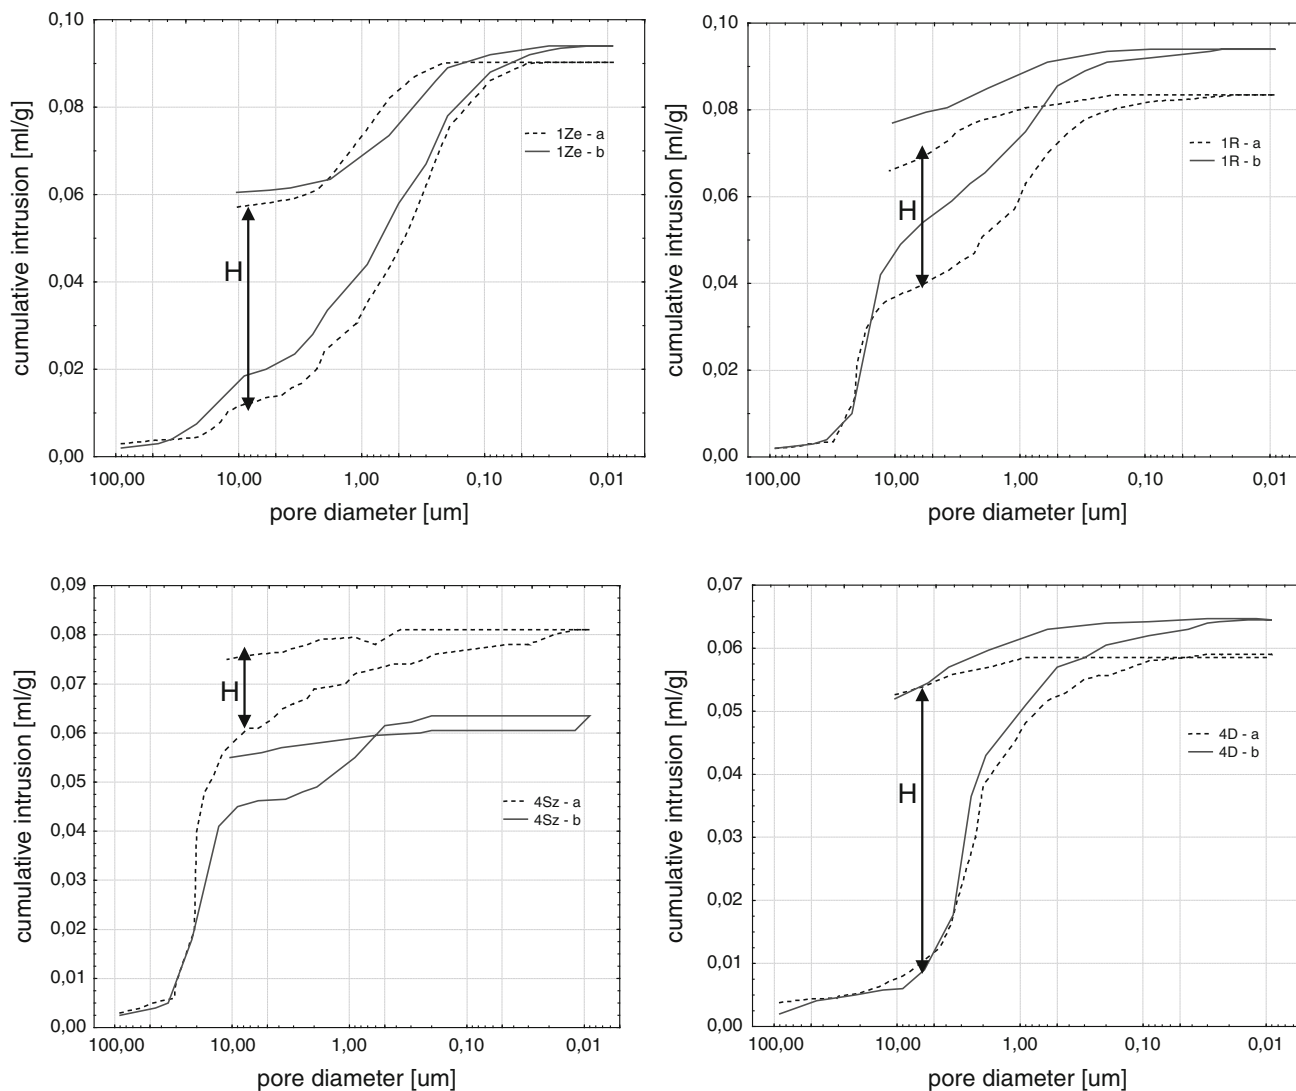 0,10
0,08
0,06
0,04
0,02
0,00
cumulative intrusion [ml/g]
H
1Ze - a
1Ze - b
100,00 10,00 1,00 0,10 0,01
pore diameter [um]
0,10
0,08
0,06
0,04
0,02
0,00
cumulative intrusion [ml/g]
H
1R - a
1R - b
100,00 10,00 1,00 0,10 0,01
pore diameter [um]
0,09
0,08
0,07
0,06
0,05
0,04
0,03
0,02
0,01
0,00
cumulative intrusion [ml/g]
H
4Sz - a
4Sz - b
100,00 10,00 1,00 0,10 0,01
pore diameter [um]
0,07
0,06
0,05
0,04
0,03
0,02
0,01
0,00
cumulative intrusion [ml/g]
H
4D - a
4D - b
100,00 10,00 1,00 0,10 0,01
pore diameter [um]